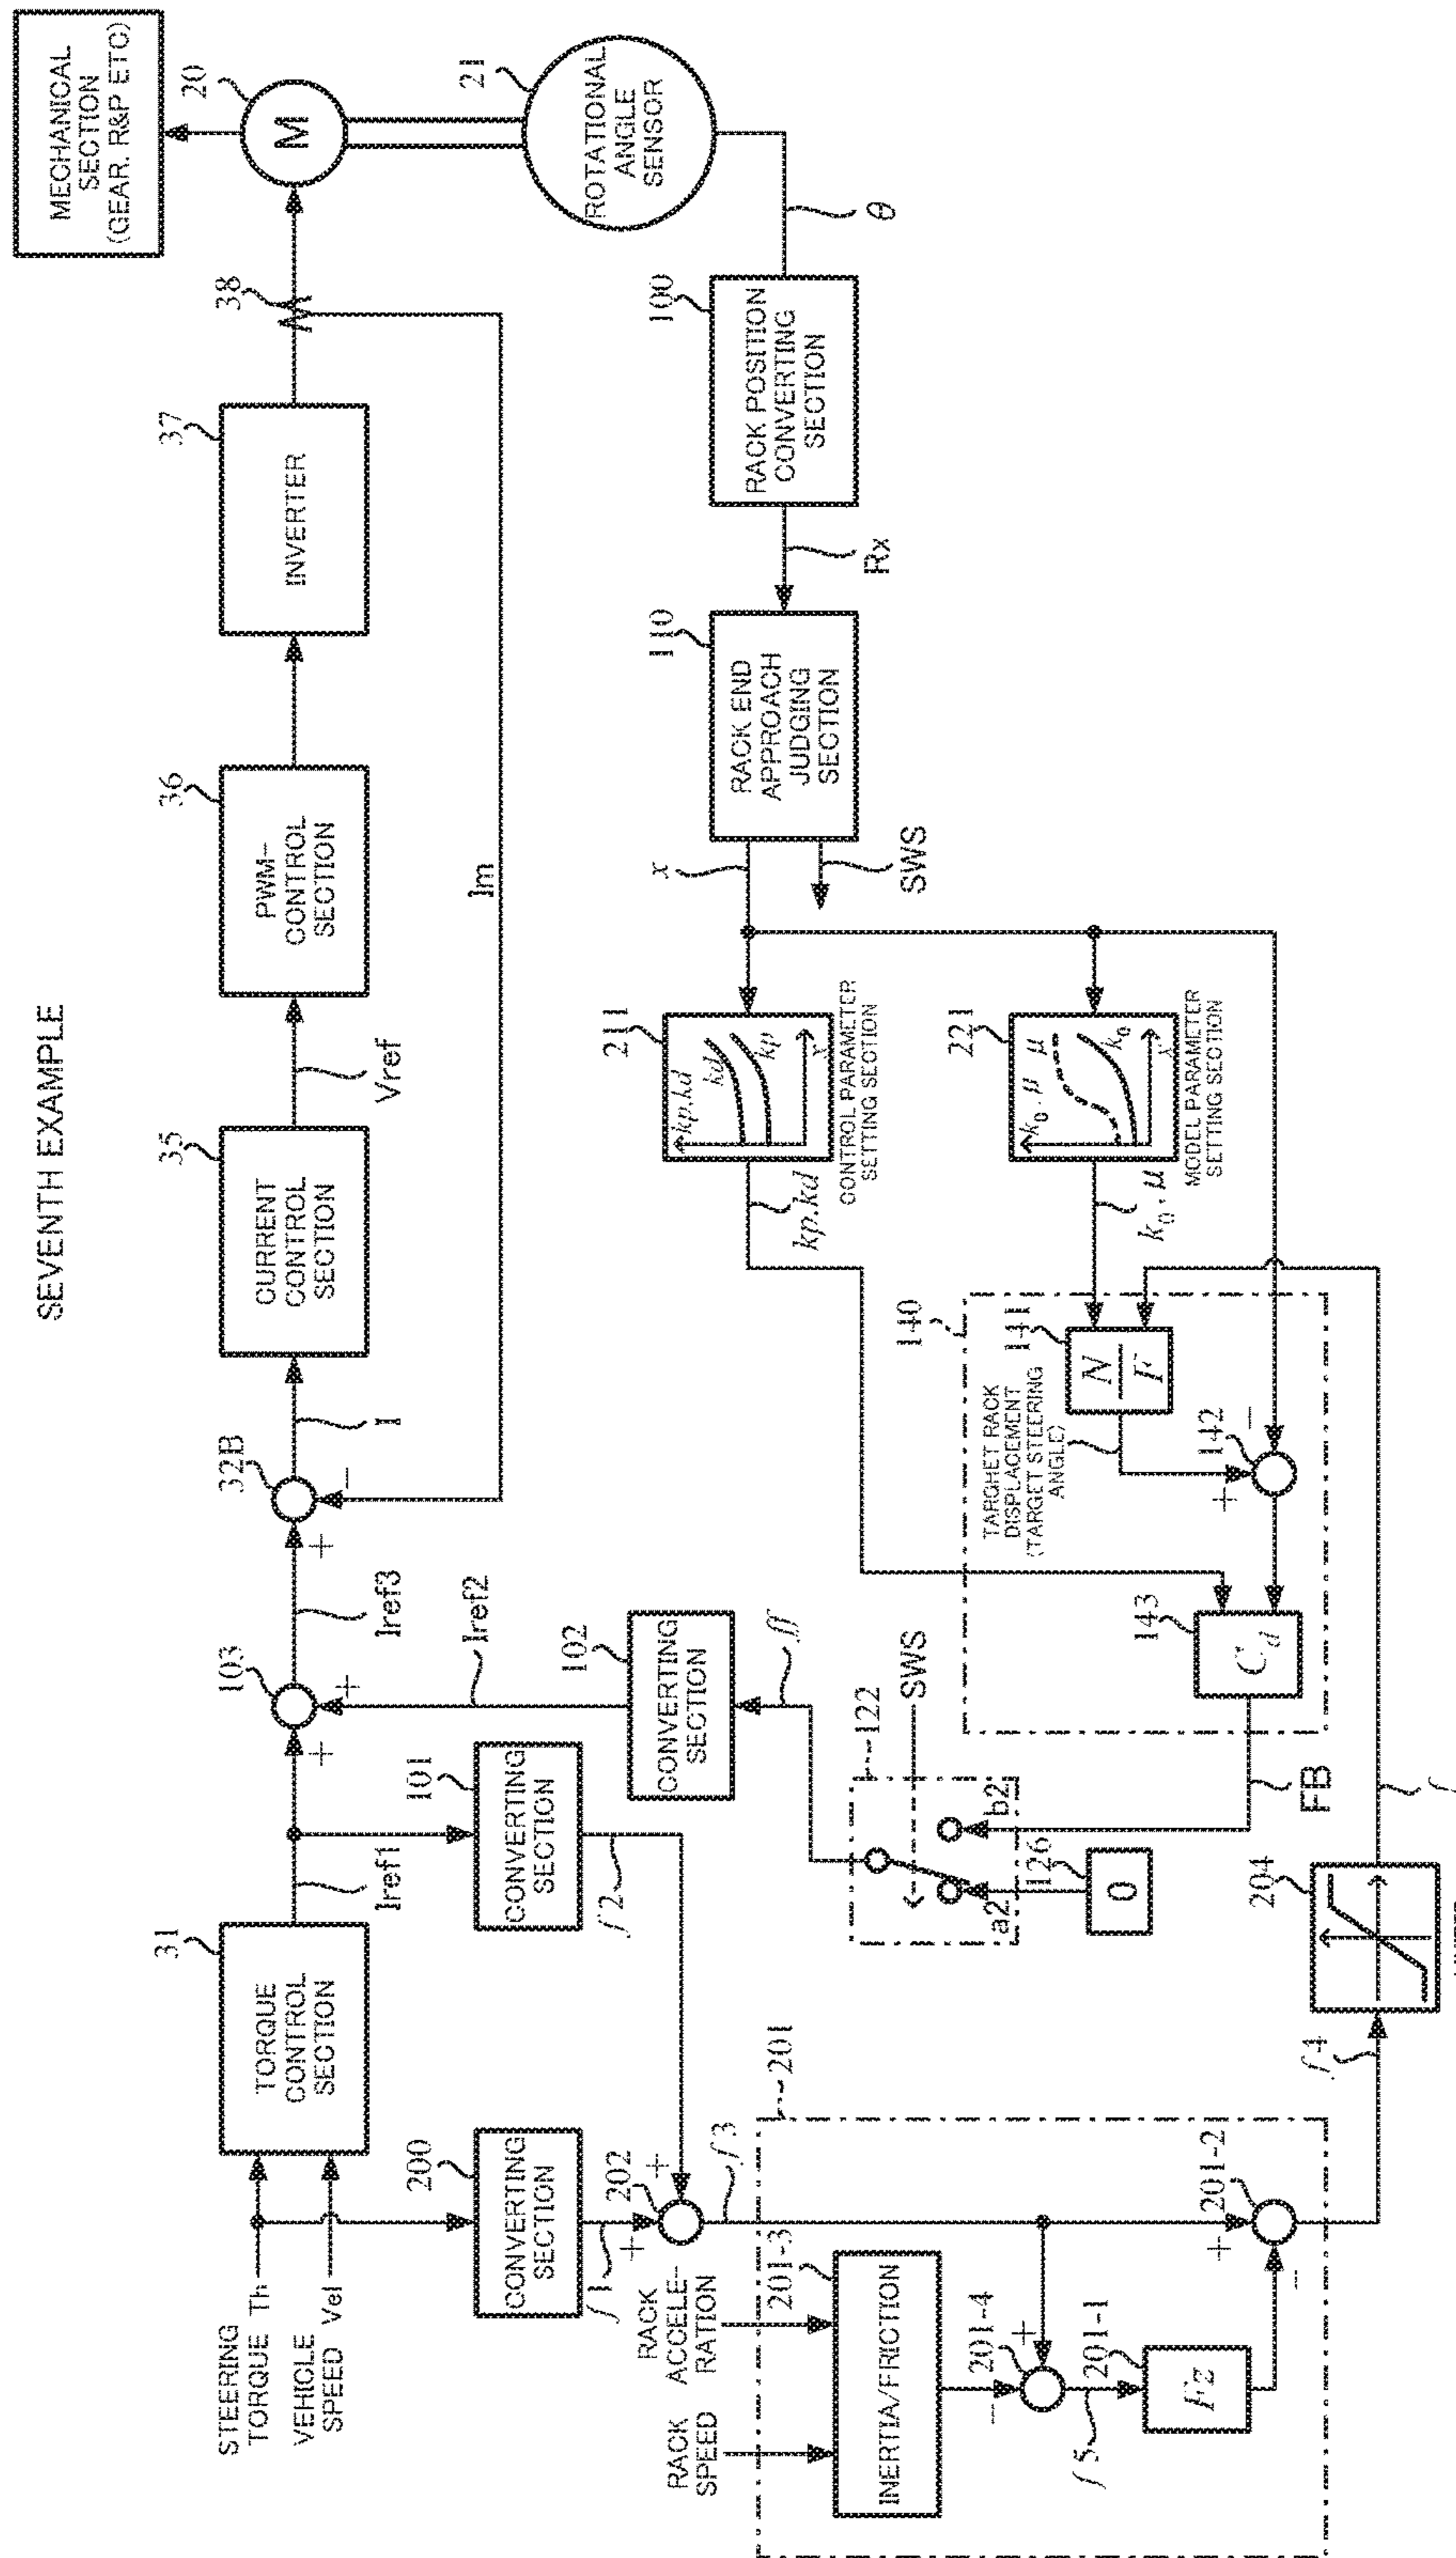 SEVENTH EXAMPLE
STEERING
TORQUE Th
VEHICLE
SPEED Vel
31
TORQUE
CONTROL
SECTION
Iref1
103
+
+
Iref3
32B
+
−
I
35
CURRENT
CONTROL
SECTION
Vref
36
PWM-
CONTROL
SECTION
37
INVERTER
38
Im
20
M
MECHANICAL
SECTION
(GEAR. R&P ETC)
21
ROTATIONAL
ANGLE
SENSOR
θ
100
RACK POSITION
CONVERTING
SECTION
Rx
110
RACK END
APPROACH
JUDGING
SECTION
x
SWS
200
CONVERTING
SECTION
f1
101
CONVERTING
SECTION
f2
102
CONVERTING
SECTION
Iref2
ff
202
+
+
f3
RACK
SPEED
RACK
ACCELE-
RATION
201
201-3
INERTIA/FRICTION
201-4
+
−
f5
201-1
Fz
201-2
+
−
f4
204
f
122
SWS
a2
b2
126
0
FB
140
143
Cd
TARGHET RACK
DISPLACEMENT
(TARGET STEERING
ANGLE)
141
N
F
142
+
−
211
kp.kd
kd
kp
x
CONTROL PARAMETER
SETTING SECTION
kp.kd
221
k0 . μ
μ
k0
x
MODEL PARAMETER
SETTING SECTION
k0 , μ